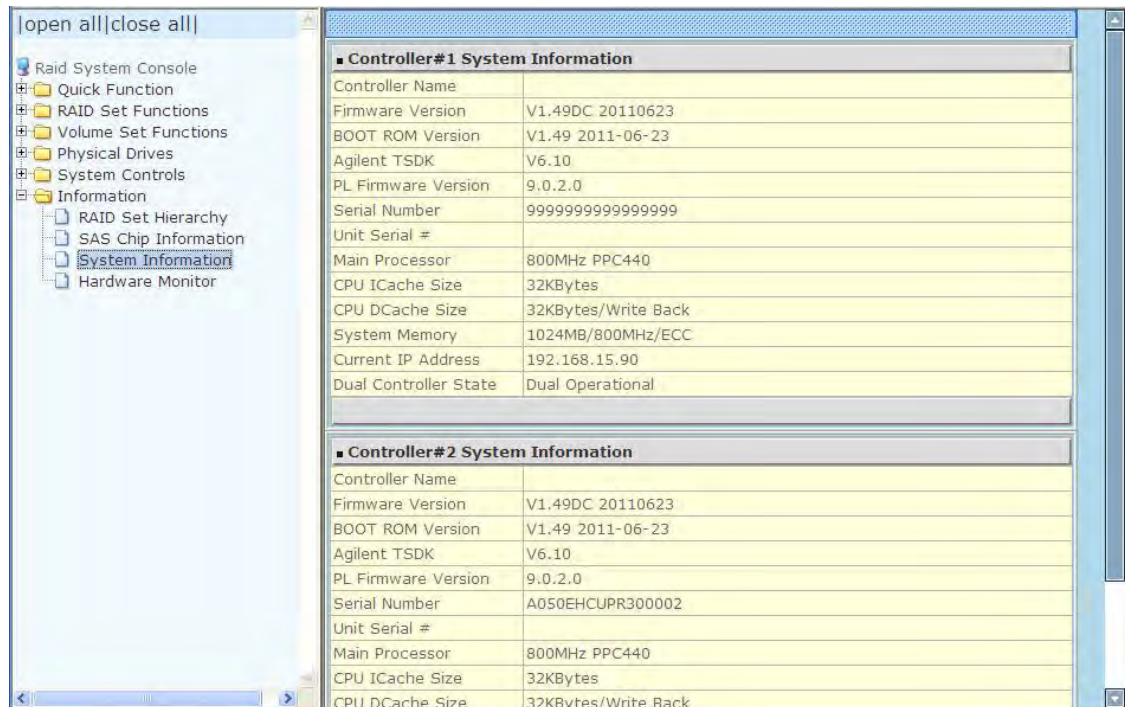 |open all|close all|
Raid System Console
Quick Function
RAID Set Functions
Volume Set Functions
Physical Drives
System Controls
Information
RAID Set Hierarchy
SAS Chip Information
System Information
Hardware Monitor
Controller#1 System Information
Controller Name
Firmware Version V1.49DC 20110623
BOOT ROM Version V1.49 2011-06-23
Agilent TSDK V6.10
PL Firmware Version 9.0.2.0
Serial Number 9999999999999999
Unit Serial #
Main Processor 800MHz PPC440
CPU ICache Size 32KBytes
CPU DCache Size 32KBytes/Write Back
System Memory 1024MB/800MHz/ECC
Current IP Address 192.168.15.90
Dual Controller State Dual Operational
Controller#2 System Information
Controller Name
Firmware Version V1.49DC 20110623
BOOT ROM Version V1.49 2011-06-23
Agilent TSDK V6.10
PL Firmware Version 9.0.2.0
Serial Number A050EHCUPR300002
Unit Serial #
Main Processor 800MHz PPC440
CPU ICache Size 32KBytes
CPU DCache Size 32KBytes/Write Back